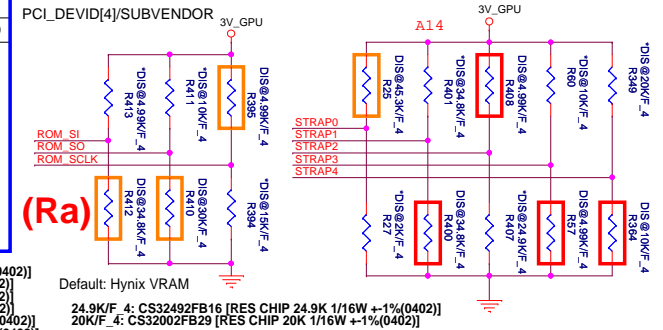 PCI_DEVID[4]/SUBVENDOR
3V_GPU
*DIS@4.99K/F_4
R413
*DIS@10K/F_4
R411
DIS@4.99K/F_4
R395
ROM_SI
ROM_SO
ROM_SCLK
(Ra)
DIS@34.8K/F_4
R412
DIS@30K/F_4
R410
*DIS@15K/F_4
R394
A14
3V_GPU
DIS@45.3K/F_4
R25
*DIS@34.8K/F_4
R401
DIS@4.99K/F_4
R408
*DIS@10K/F_4
R60
*DIS@20K/F_4
R349
STRAP0
STRAP1
STRAP2
STRAP3
STRAP4
*DIS@2K/F_4
R27
DIS@34.8K/F_4
R400
*DIS@24.9K/F_4
R407
DIS@4.99K/F_4
R57
DIS@10K/F_4
R364
0402)]
Default: Hynix VRAM
24.9K/F_4: CS32492FB16 [RES CHIP 24.9K 1/16W +-1%(0402)]
0402)]
20K/F_4: CS32002FB29 [RES CHIP 20K 1/16W +-1%(0402)]